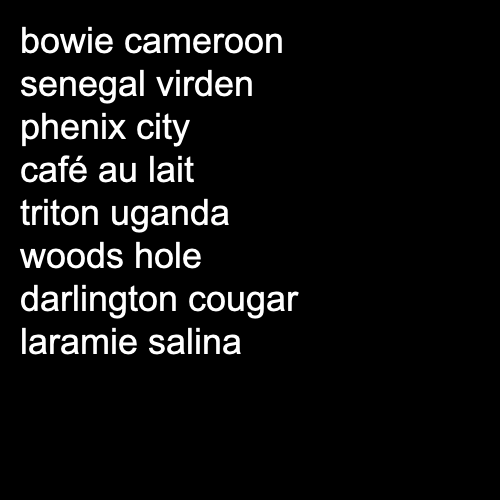 bowie cameroon
senegal virden
phenix city
café au lait
triton uganda
woods hole
darlington cougar
laramie salina